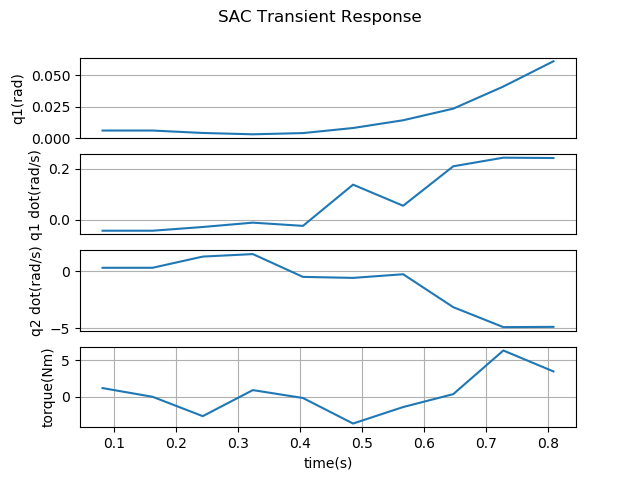 SAC Transient Response
q1(rad)
0.050
0.025
0.000
q1 dot(rad/s)
0.2
0.0
q2 dot(rad/s)
0
−5
torque(Nm)
5
0
0.1 0.2 0.3 0.4 0.5 0.6 0.7 0.8
time(s)